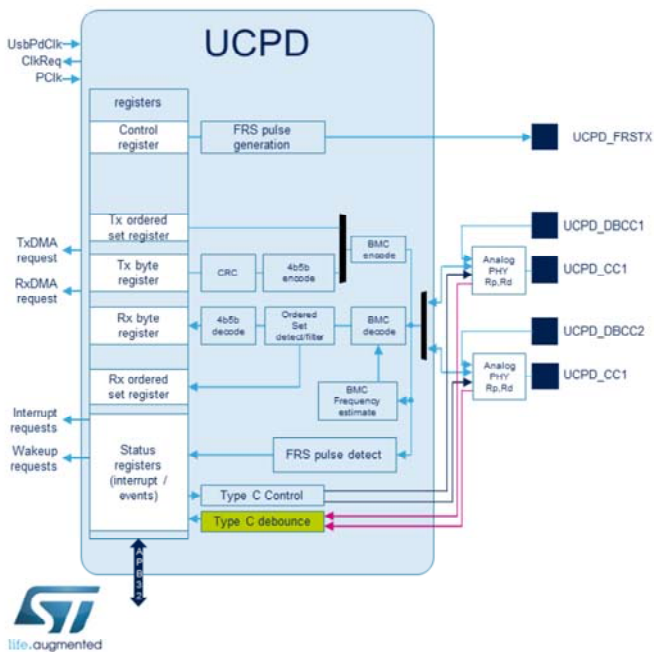 UCPD
UsbPdClk
ClkReq
PClk
registers
Control
register
FRS pulse
generation
UCPD_FRSTX
Tx ordered
set register
BMC
encode
UCPD_DBCC1
TxDMA
request
Tx byte
register
CRC
4b5b
encode
Analog
PHY
Rp,Rd
UCPD_CC1
RxDMA
request
Rx byte
register
4b5b
decode
Ordered
Set
detect/filter
BMC
decode
UCPD_DBCC2
Rx ordered
set register
BMC
Frequency
estimate
Analog
PHY
Rp,Rd
UCPD_CC1
Interrupt
requests
Wakeup
requests
Status
registers
(interrupt /
events)
FRS pulse detect
Type C Control
Type C debounce
APB32
ST
life.augmented